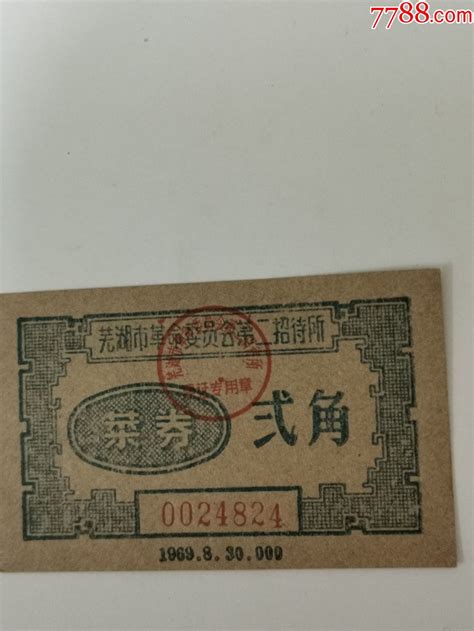 7788.com
芜湖市革命委员会第二招待所
专用章
菜券
弍角
0024824
1969.8.30.000